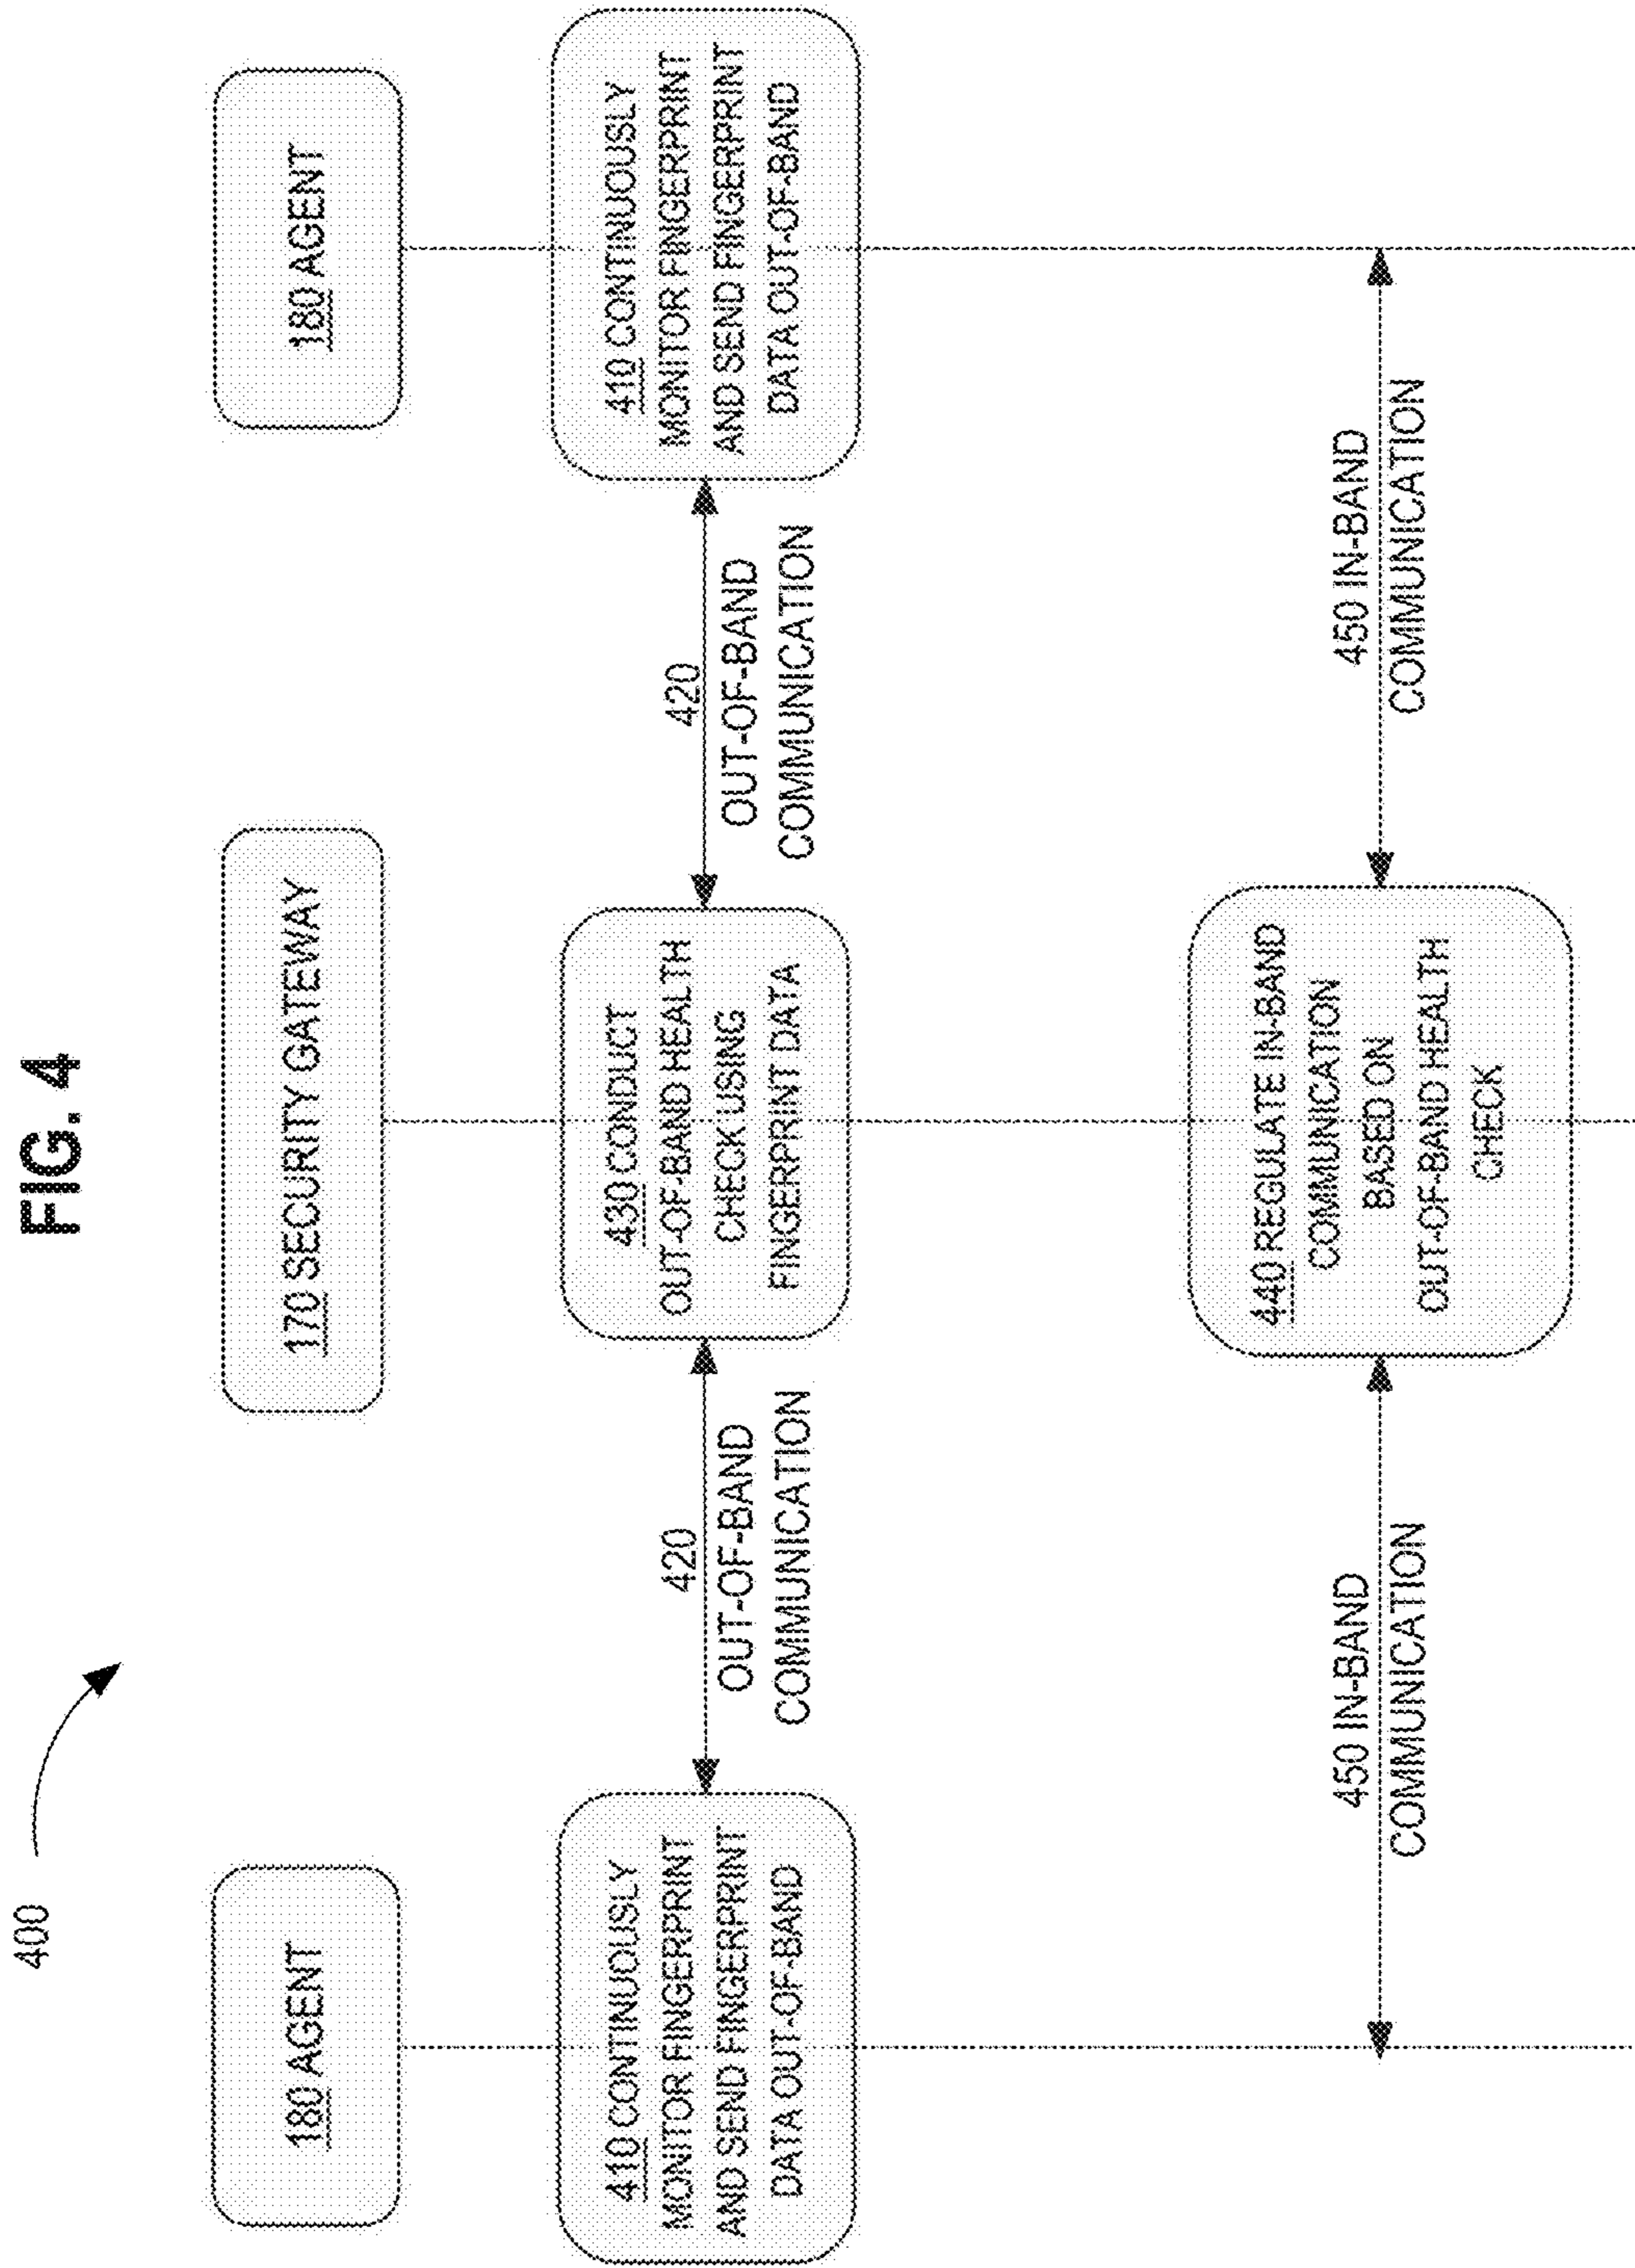 FIG. 4
400
180 AGENT
170 SECURITY GATEWAY
180 AGENT
410 CONTINUOUSLY
MONITOR FINGERPRINT
AND SEND FINGERPRINT
DATA OUT-OF-BAND
420
OUT-OF-BAND
COMMUNICATION
430 CONDUCT
OUT-OF-BAND HEALTH
CHECK USING
FINGERPRINT DATA
420
OUT-OF-BAND
COMMUNICATION
410 CONTINUOUSLY
MONITOR FINGERPRINT
AND SEND FINGERPRINT
DATA OUT-OF-BAND
450 IN-BAND
COMMUNICATION
440 REGULATE IN-BAND
COMMUNICATION
BASED ON
OUT-OF-BAND HEALTH
CHECK
450 IN-BAND
COMMUNICATION